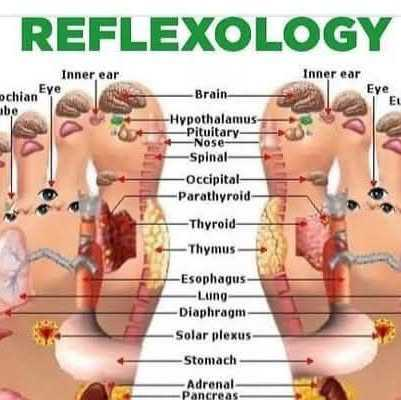 REFLEXOLOGY
Inner ear
Inner ear
Eye
Eye
Brain
Hypothalamus
Pituitary
Nose
Spinal
Occipital
Parathyroid
Thyroid
Thymus
Esophagus
Lung
Diaphragm
Solar plexus
Stomach
Adrenal
Pancreas